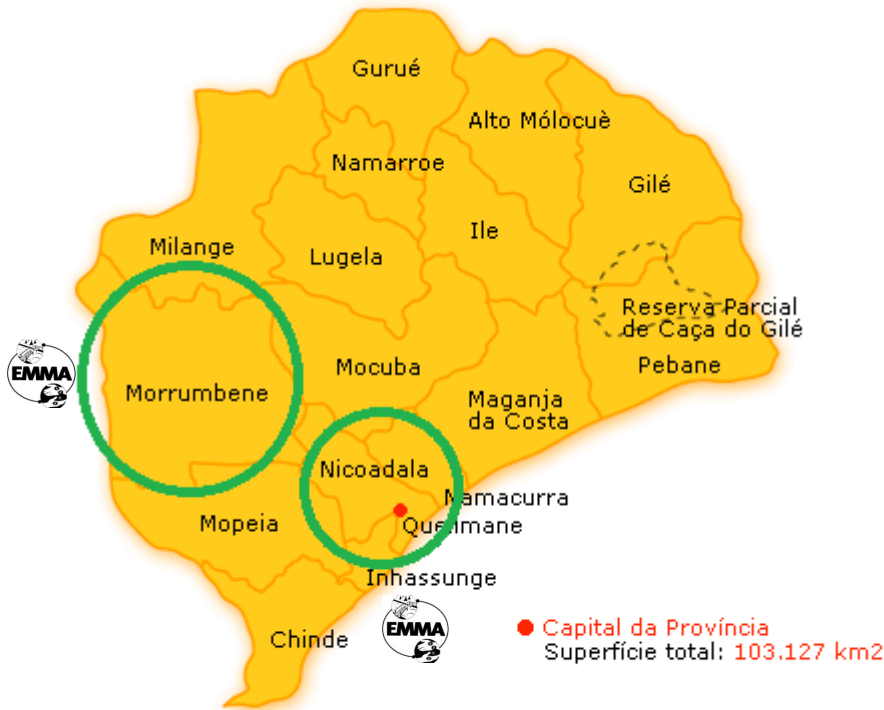 Gurué
Alto Mólocuè
Namarroe
Gilé
Ile
Milange
Lugela
Reserva Parcial
de Caça do Gilé
Mocuba
Pebane
EMMA
Morrumbene
Maganja
da Costa
Nicoadala
Namacurra
Mopeia
Quelimane
Inhassunge
EMMA
Chinde
Capital da Província
Superfície total: 103.127 km2